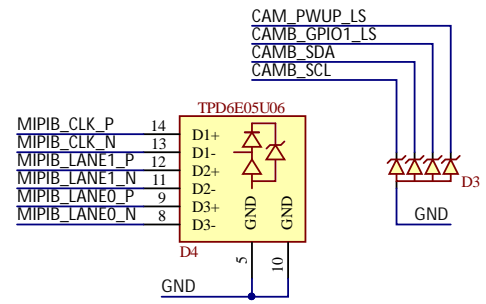 CAM_PWUP_LS
CAMB_GPIO1_LS
CAMB_SDA
CAMB_SCL
TPD6E05U06
MIPIB_CLK_P 14 D1+
MIPIB_CLK_N 13 D1-
MIPIB_LANE1_P 12 D2+
MIPIB_LANE1_N 11 D2-
MIPIB_LANE0_P 9 D3+
MIPIB_LANE0_N 8 D3-
GND
GND
D4
5
10
GND
D3
GND